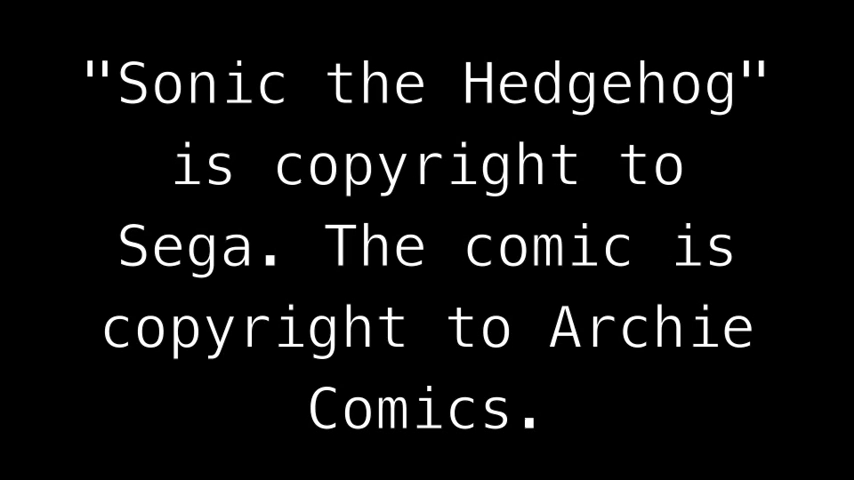 "Sonic the Hedgehog"
is copyright to
Sega. The comic is
copyright to Archie
Comics.